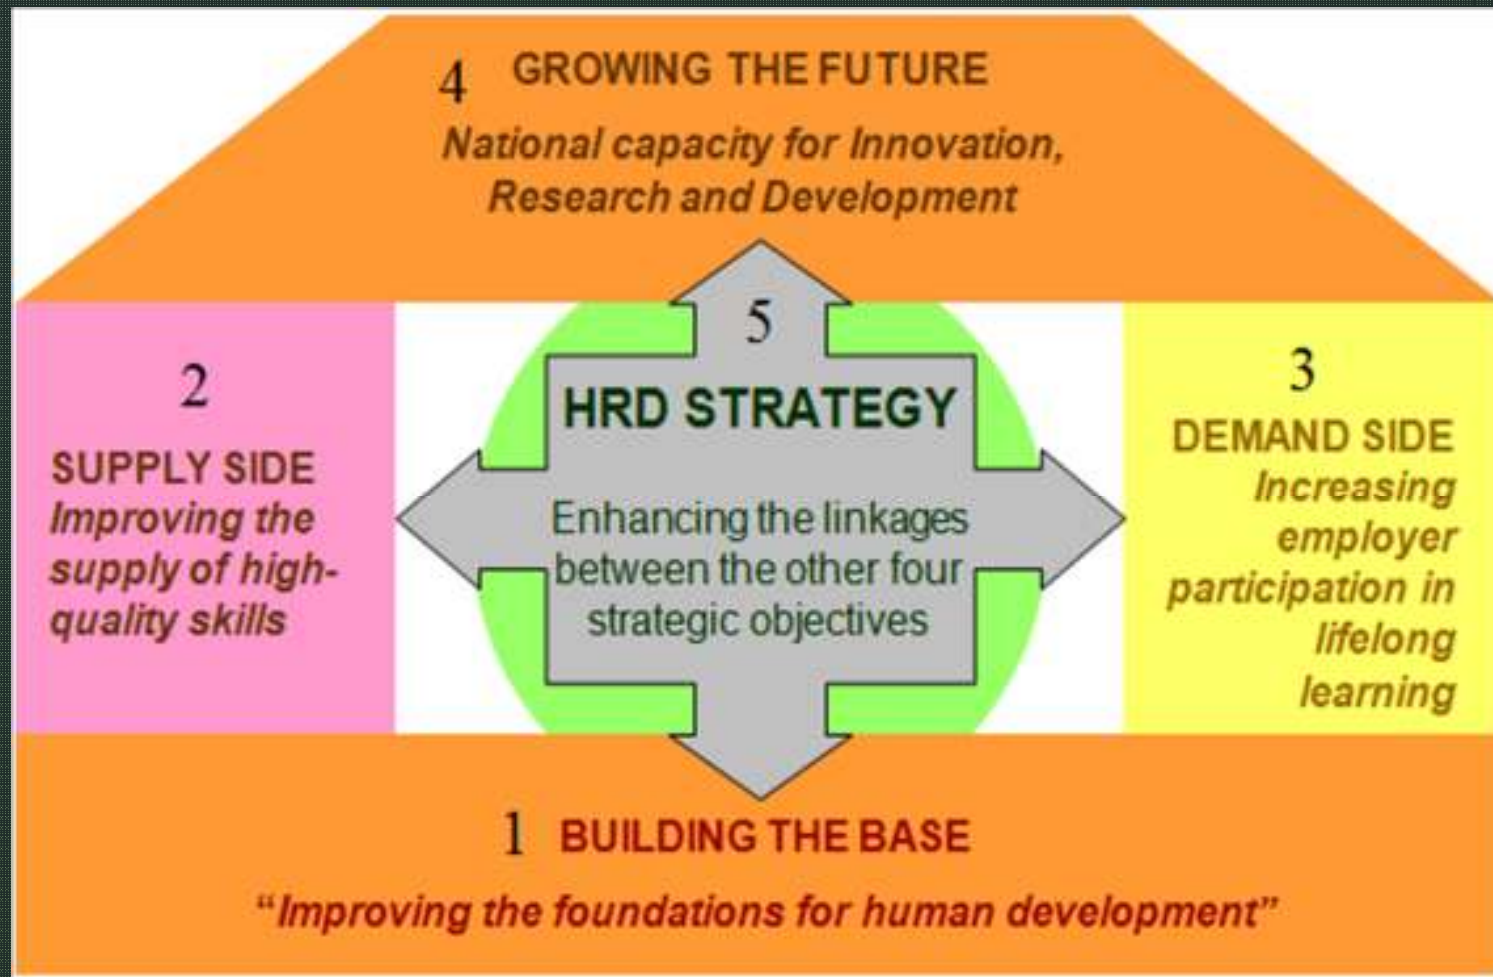 4 GROWING THE FUTURE
National capacity for Innovation,
Research and Development
2
SUPPLY SIDE
Improving the
supply of high-
quality skills
5
HRD STRATEGY
Enhancing the linkages
between the other four
strategic objectives
3
DEMAND SIDE
Increasing
employer
participation in
lifelong
learning
1 BUILDING THE BASE
“Improving the foundations for human development”